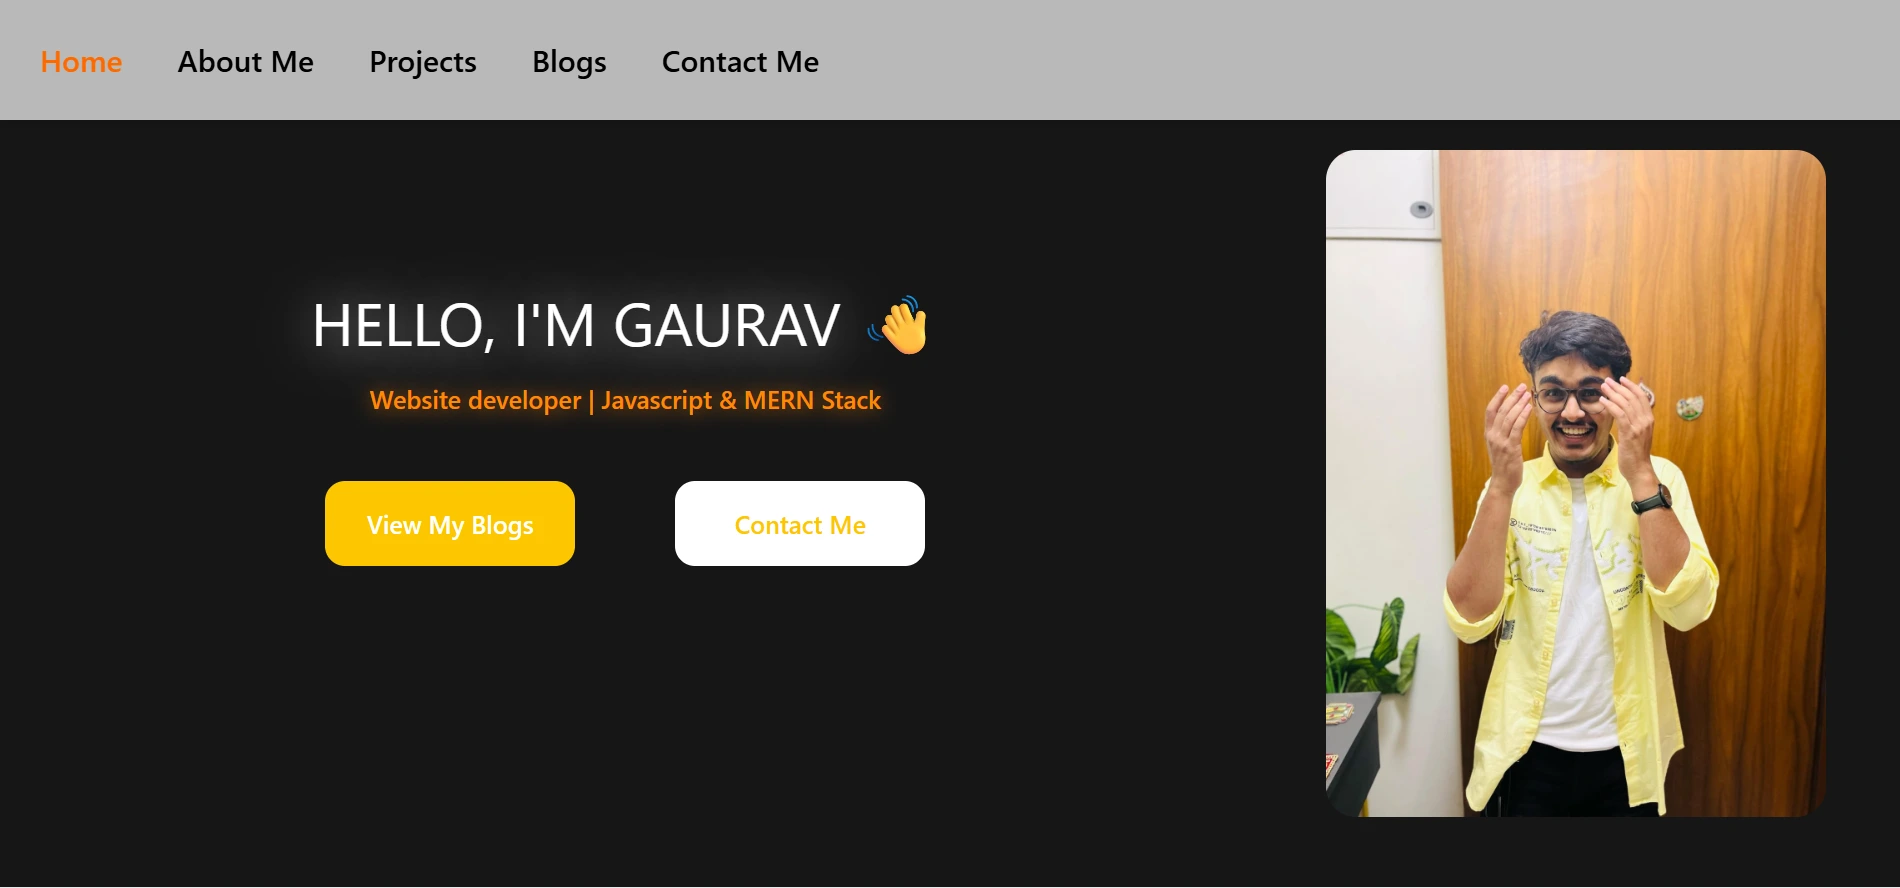 Home About Me Projects Blogs Contact Me
HELLO, I'M GAURAV 👋
Website developer | Javascript & MERN Stack
View My Blogs Contact Me